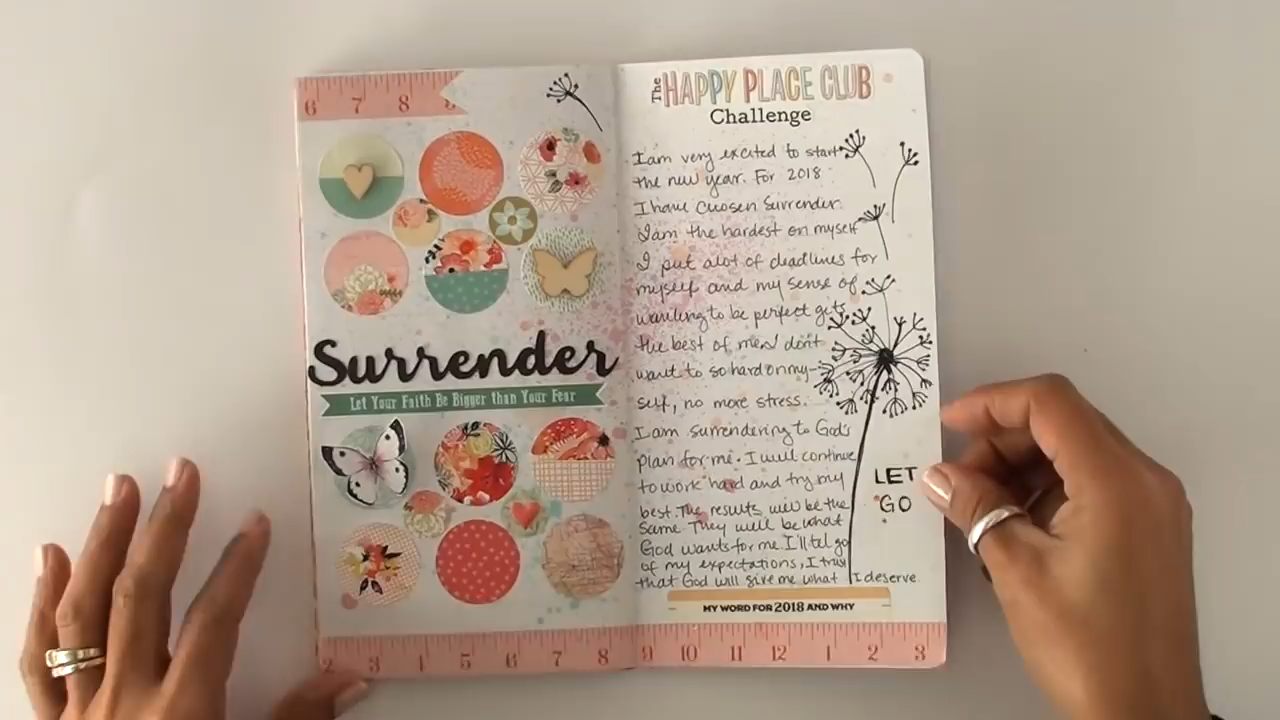 6 7 8 9
Surrender
Let Your Faith Be Bigger than Your Fear
2 3 4 5 6 7 8
The HAPPY PLACE CLUB
Challenge
I am very excited to start
the new year. For 2018
I have chosen Surrender.
I am the hardest on myself
I put alot of deadlines for
myself and my sense of
wanting to be perfect gets
the best of me. I don't
want to so hard on my-
self, no more stress.
I am surrendering to God's
plan for me. I will continue
to work hard and try my
best. The results will be the
same. They will be what
God wants for me. I'll let go
of my expectations, I trust
that God will give me what I deserve.
LET
GO
MY WORD FOR 2018 AND WHY
9 10 11 12 1 2 3